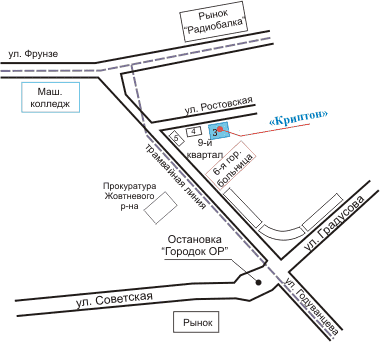 Рынок
"Радиобалка"
ул. Фрунзе
Маш.
колледж
ул. Ростовская
«Криптон»
5
4
3
9-й
квартал
6-я гор.
больница
трамвайная линия
Прокуратура
Жовтневого
р-на
ул. Градусова
Остановка
"Городок ОР"
ул. Советская
ул. Годуванцева
Рынок